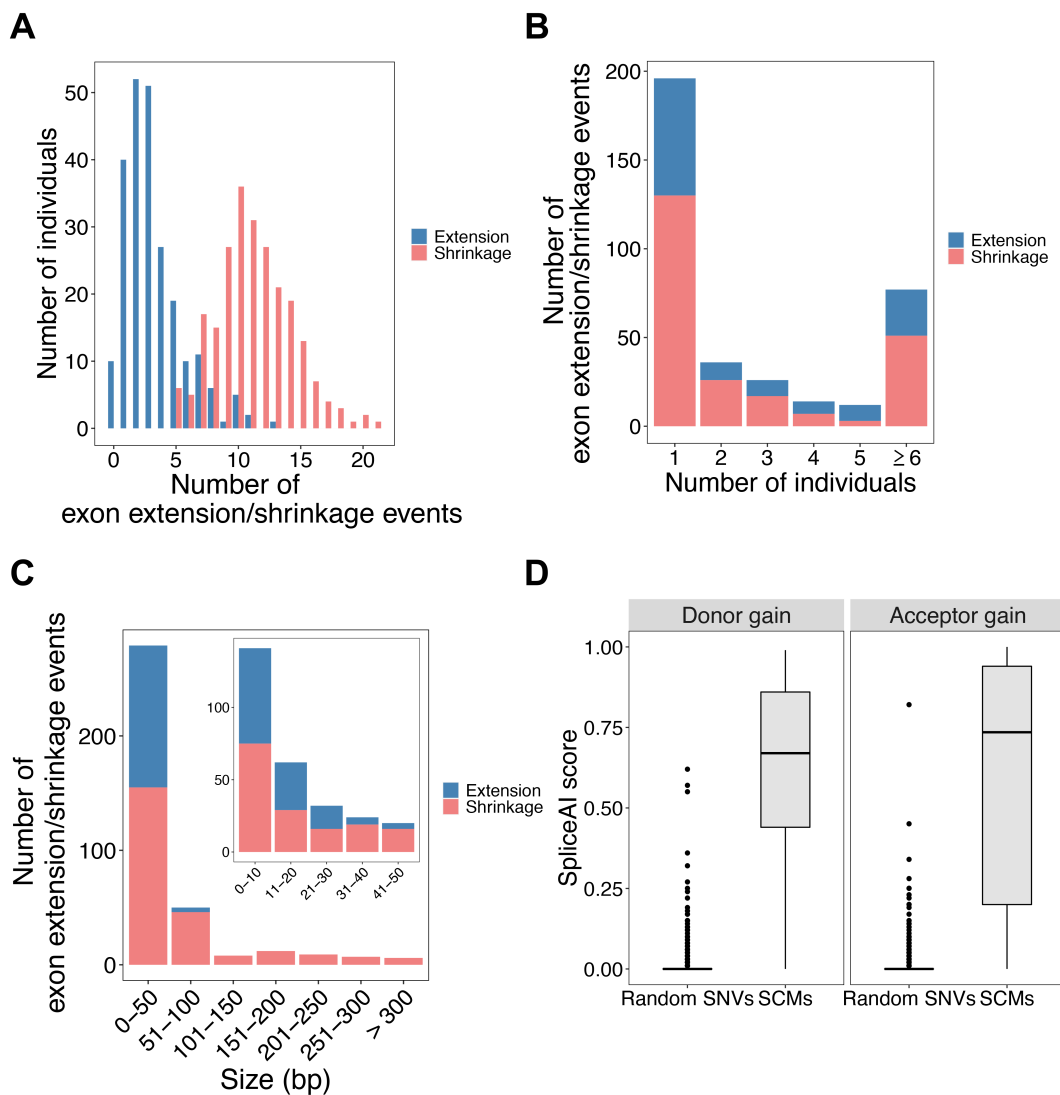 A
Number of individuals
50
40
30
20
10
0
0 5 10 15 20
Number of
exon extension/shrinkage events
Extension
Shrinkage
B
Number of
exon extension/shrinkage events
200
150
100
50
0
1 2 3 4 5 ≥ 6
Number of individuals
Extension
Shrinkage
C
Number of
exon extension/shrinkage events
200
100
0
0−50 51−100 101−150 151−200 201−250 251−300 > 300
Size (bp)
100
50
0
0−10 11−20 21−30 31−40 41−50
Extension
Shrinkage
D
Donor gain Acceptor gain
SpliceAI score
1.00
0.75
0.50
0.25
0.00
Random SNVs SCMs Random SNVs SCMs